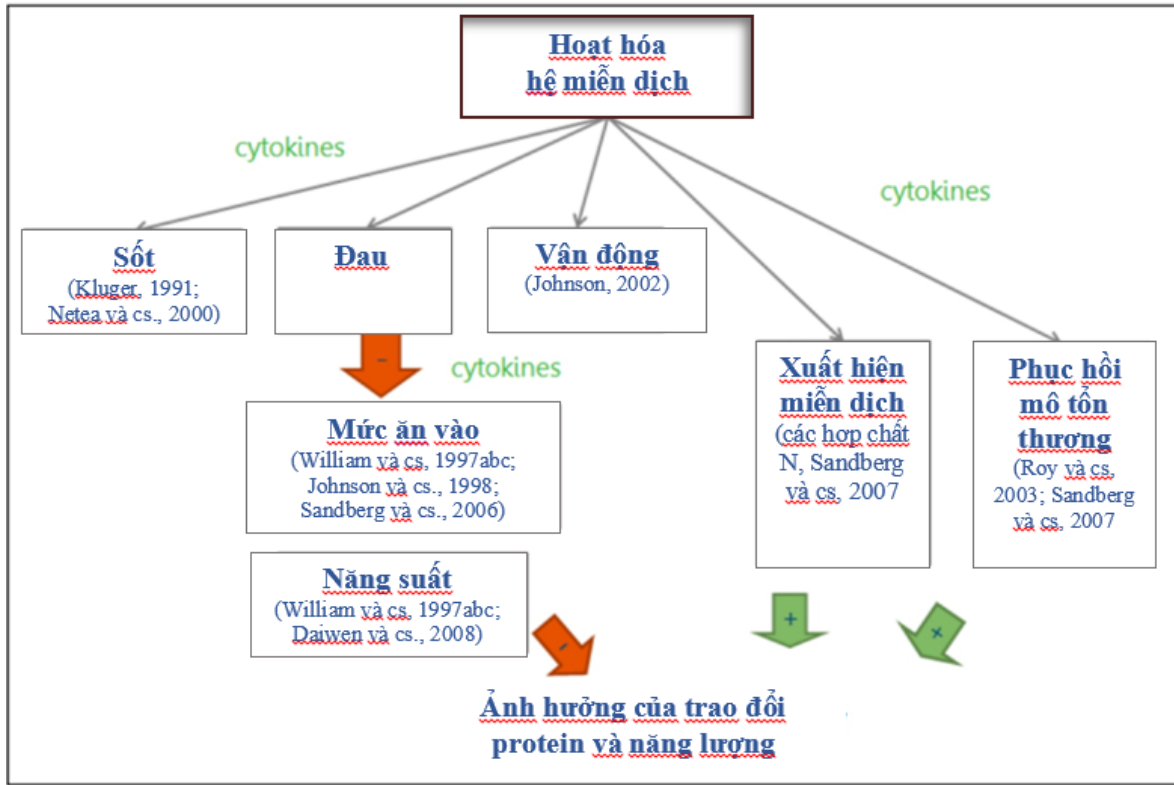 Hoạt hóa
hệ miễn dịch
cytokines
cytokines
Sốt
(Kluger, 1991;
Netea và cs., 2000)
Đau
Vận động
(Johnson, 2002)
-
cytokines
Mức ăn vào
(William và cs, 1997abc;
Johnson và cs., 1998;
Sandberg và cs., 2006)
Xuất hiện
miễn dịch
(các hợp chất
N, Sandberg
và cs, 2007
Phục hồi
mô tổn
thương
(Roy và cs,
2003; Sandberg
và cs, 2007
Năng suất
(William và cs, 1997abc;
Daiwen và cs., 2008)
-
+
+
Ảnh hưởng của trao đổi
protein và năng lượng